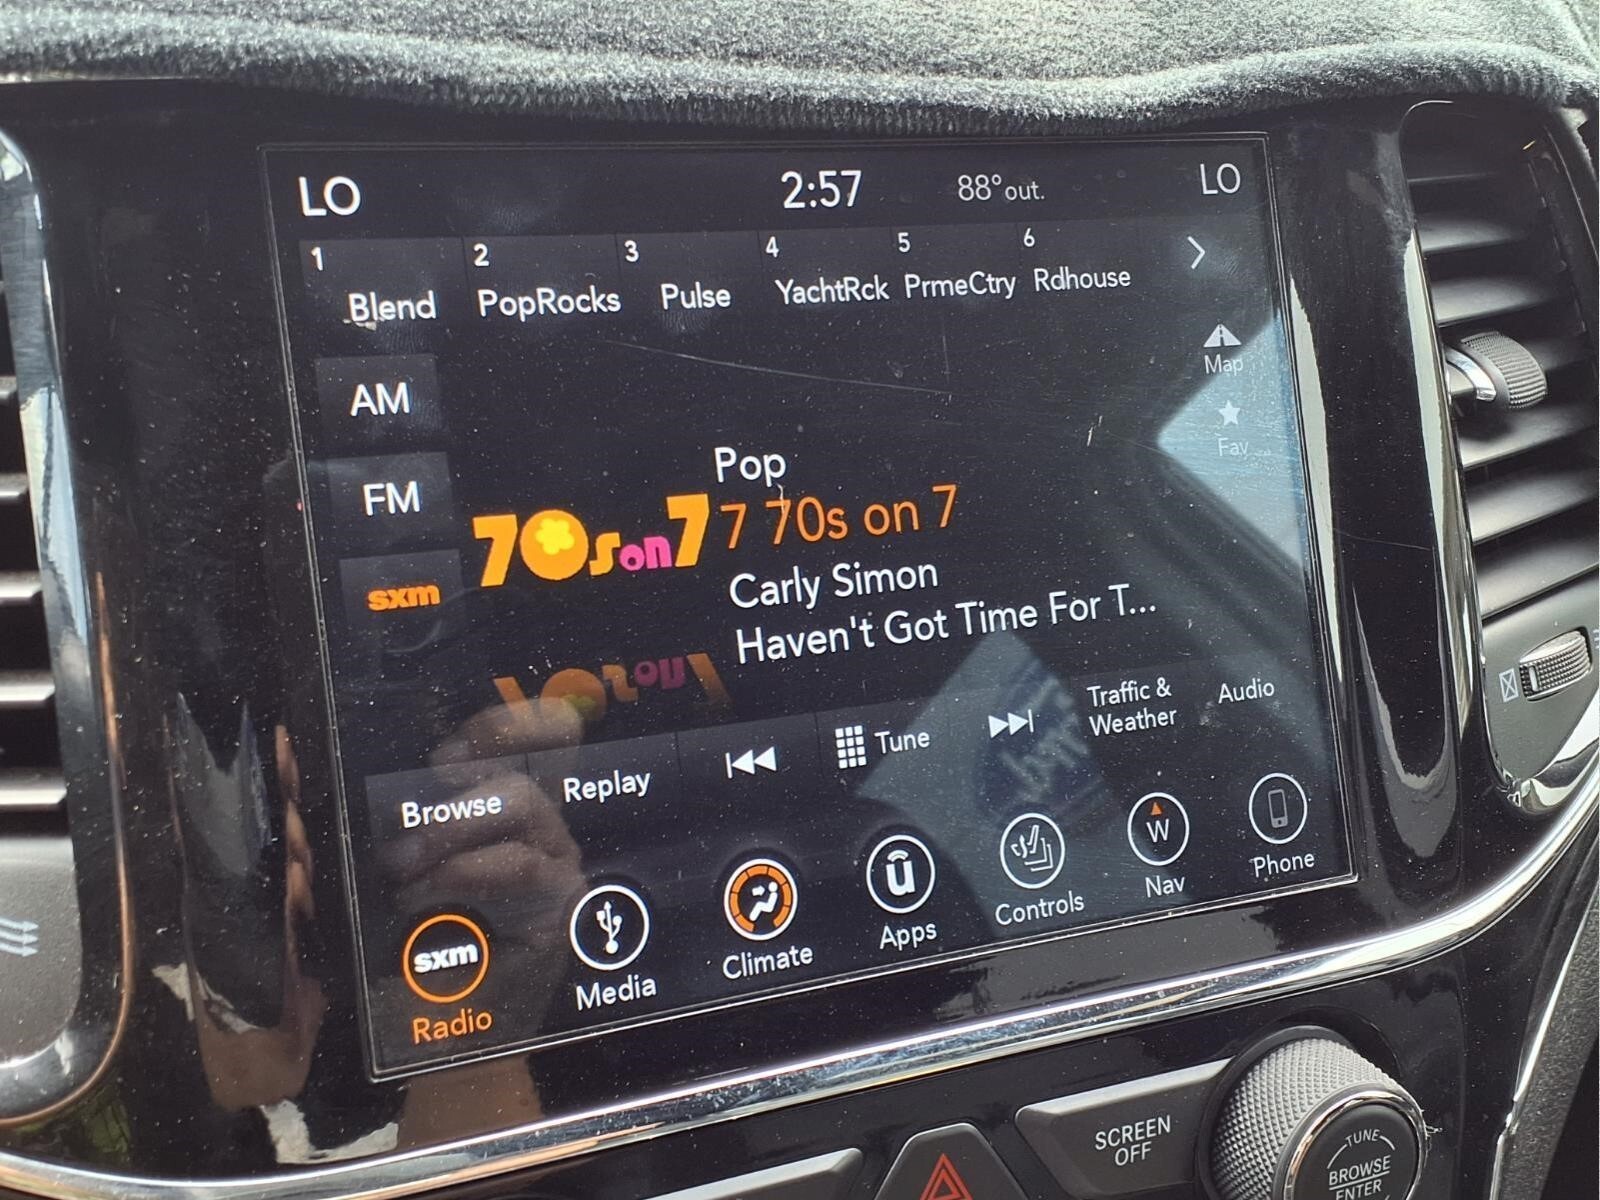 LO 2:57 88° out. LO
1 2 3 4 5 6
Blend PopRocks Pulse YachtRck PrmeCtry Rdhouse
Map
AM
Fav
Pop
FM
70s on 7 7 70s on 7
sxm Carly Simon
Haven't Got Time For T...
Browse Replay Tune Traffic & Weather Audio
sxm W
Radio Media Climate Apps Controls Nav Phone
SCREEN
OFF
TUNE
BROWSE
ENTER